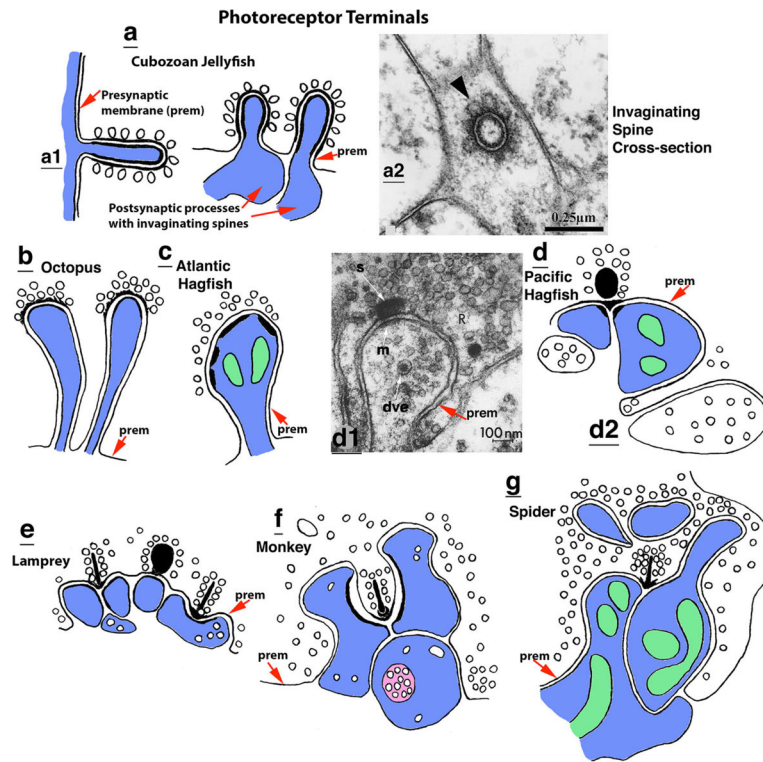 Photoreceptor Terminals
a
Cubozoan Jellyfish
Presynaptic
membrane (prem)
a1
prem
Postsynaptic processes
with invaginating spines
a2
0.25µm
Invaginating
Spine
Cross-section
b
Octopus
prem
c
Atlantic
Hagfish
prem
s
R
m
dve
prem
d1
100nm
d
Pacific
Hagfish
prem
d2
e
Lamprey
prem
f
Monkey
prem
g
Spider
prem